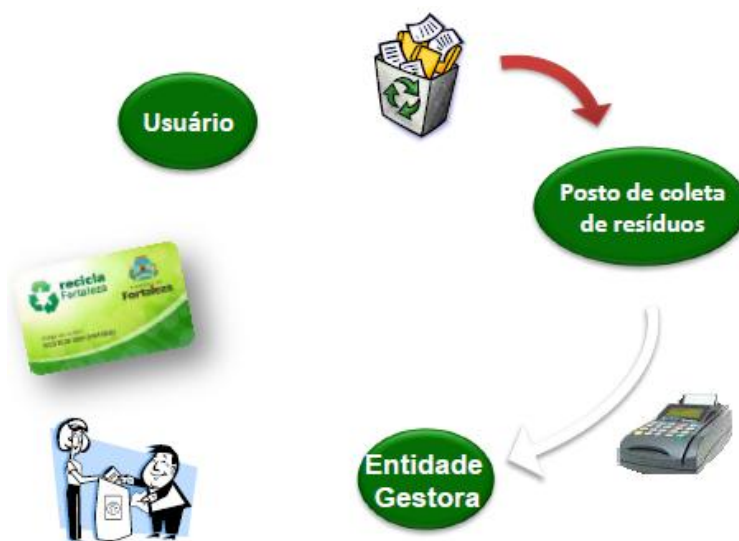 Usuário
Posto de coleta
de resíduos
recicla
Fortaleza
Fortaleza
Entidade
Gestora